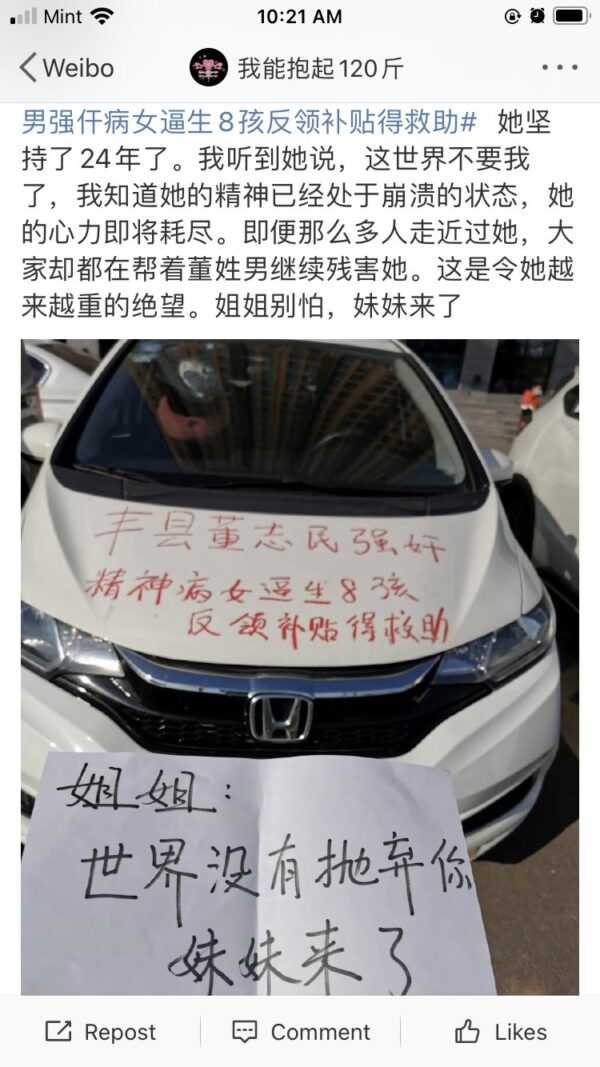 Mint
10:21 AM
Weibo
我能抱起120斤
男强仟病女逼生8孩反领补贴得救助# 她坚
持了24年了。我听到她说，这世界不要我
了，我知道她的精神已经处于崩溃的状态，她
的心力即将耗尽。即便那么多人走近过她，大
家却都在帮着董姓男继续残害她。这是令她越
来越重的绝望。姐姐别怕，妹妹来了
丰县董志民强奸
精神病女逼生8孩
反领补贴得救助
姐姐：
世界没有抛弃你
妹妹来了
Repost
Comment
Likes